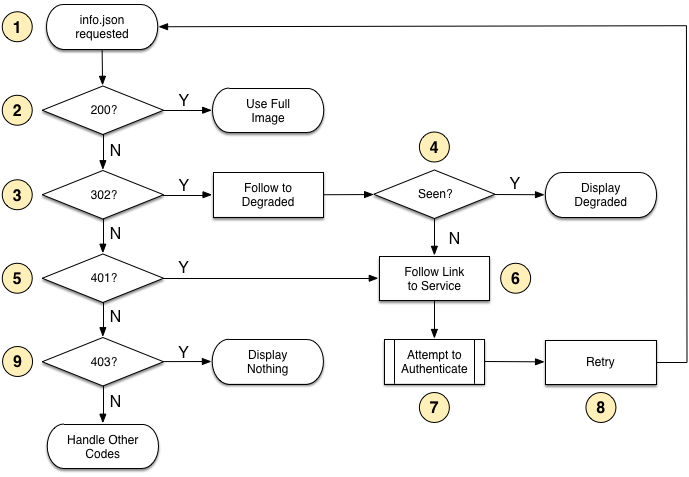 1
info.json
requested
2
200?
Y
Use Full
Image
N
4
3
302?
Y
Follow to
Degraded
Seen?
Y
Display
Degraded
N
N
5
401?
Y
Follow Link
to Service
6
N
9
403?
Y
Display
Nothing
Attempt to
Authenticate
Retry
N
7
8
Handle Other
Codes